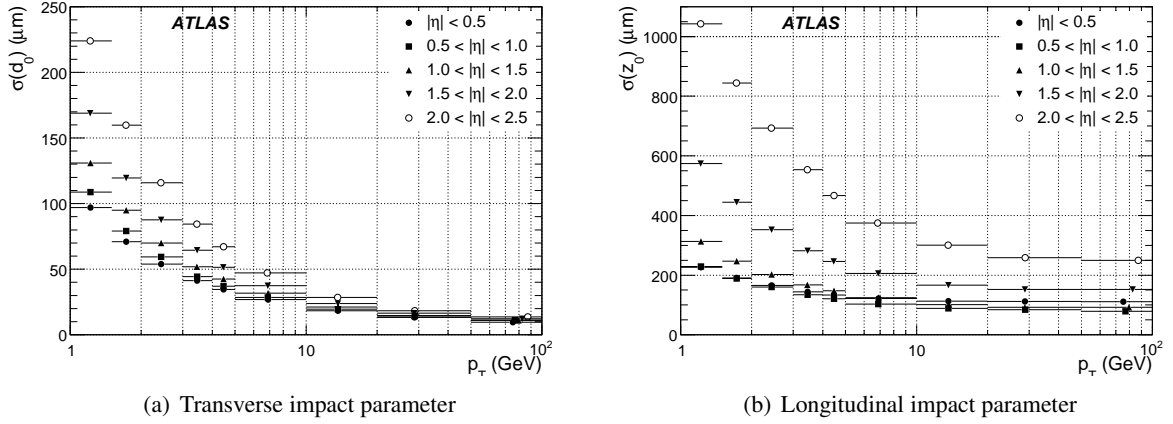 σ(d₀) (μm)
250
200
150
100
50
0
ATLAS
|η| < 0.5
0.5 < |η| < 1.0
1.0 < |η| < 1.5
1.5 < |η| < 2.0
2.0 < |η| < 2.5
1 10 10²
p_T (GeV)
(a) Transverse impact parameter
σ(z₀) (μm)
1000
800
600
400
200
0
ATLAS
|η| < 0.5
0.5 < |η| < 1.0
1.0 < |η| < 1.5
1.5 < |η| < 2.0
2.0 < |η| < 2.5
1 10 10²
p_T (GeV)
(b) Longitudinal impact parameter